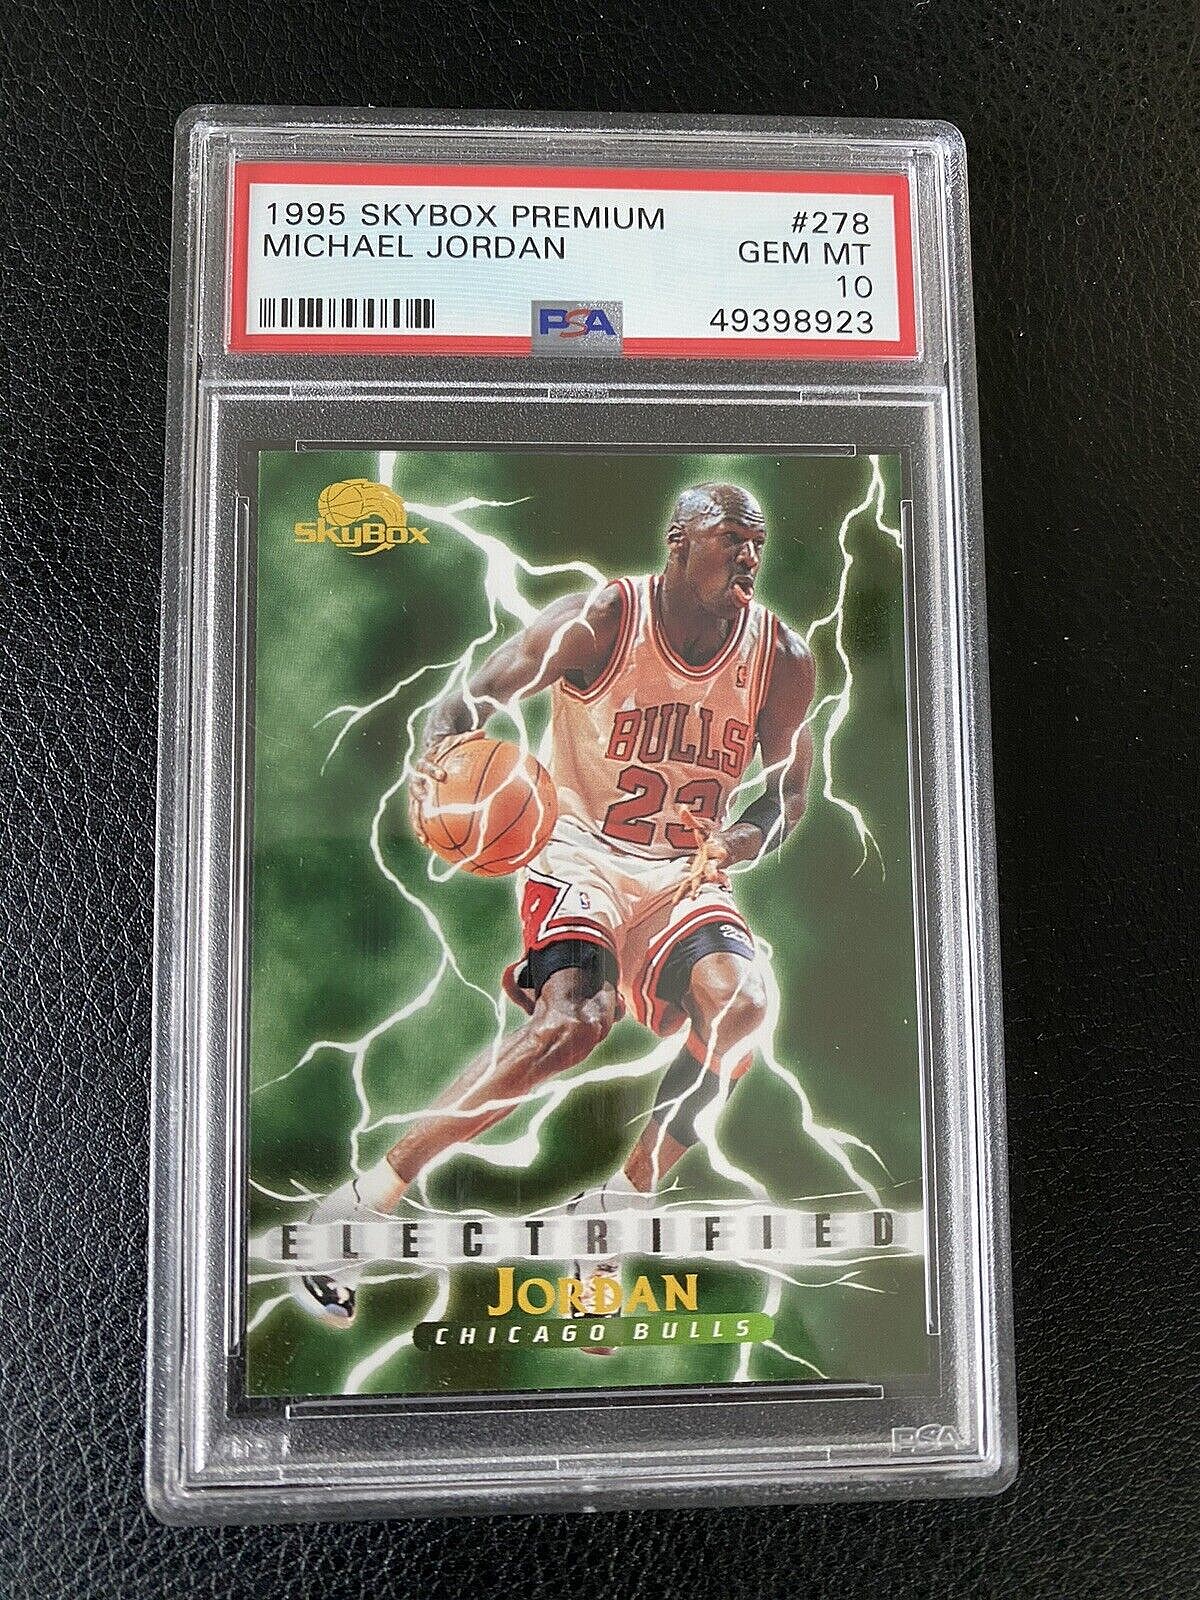 1995 SKYBOX PREMIUM #278
MICHAEL JORDAN GEM MT
10
PSA 49398923
SkyBox
BULLS
23
ELECTRIFIED
JORDAN
CHICAGO BULLS
PSA